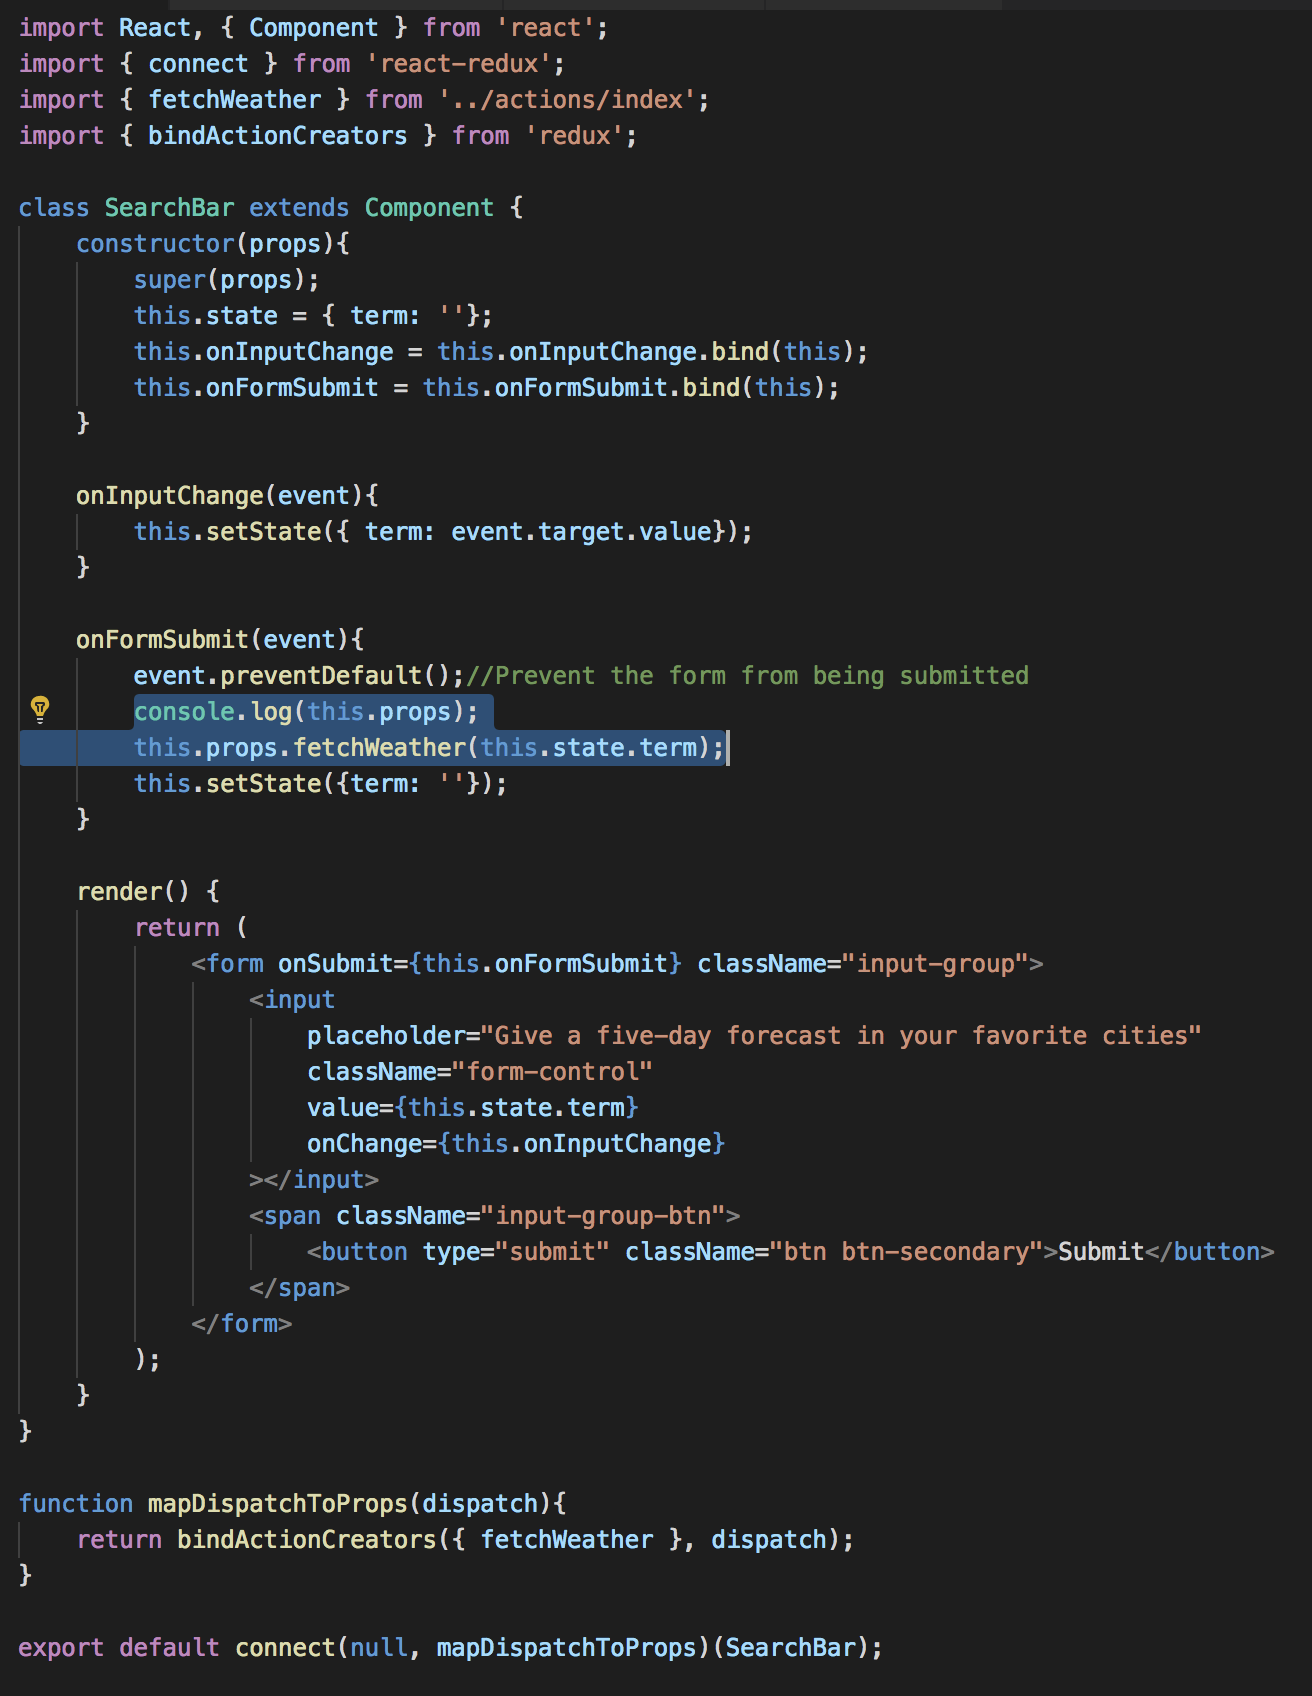 import React, { Component } from 'react';
import { connect } from 'react-redux';
import { fetchWeather } from '../actions/index';
import { bindActionCreators } from 'redux';

class SearchBar extends Component {
    constructor(props){
        super(props);
        this.state = { term: ''};
        this.onInputChange = this.onInputChange.bind(this);
        this.onFormSubmit = this.onFormSubmit.bind(this);
    }

    onInputChange(event){
        this.setState({ term: event.target.value});
    }

    onFormSubmit(event){
        event.preventDefault();//Prevent the form from being submitted
        console.log(this.props);
        this.props.fetchWeather(this.state.term);
        this.setState({term: ''});
    }

    render() {
        return (
            <form onSubmit={this.onFormSubmit} className="input-group">
                <input
                    placeholder="Give a five-day forecast in your favorite cities"
                    className="form-control"
                    value={this.state.term}
                    onChange={this.onInputChange}
                ></input>
                <span className="input-group-btn">
                    <button type="submit" className="btn btn-secondary">Submit</button>
                </span>
            </form>
        );
    }
}

function mapDispatchToProps(dispatch){
    return bindActionCreators({ fetchWeather }, dispatch);
}

export default connect(null, mapDispatchToProps)(SearchBar);